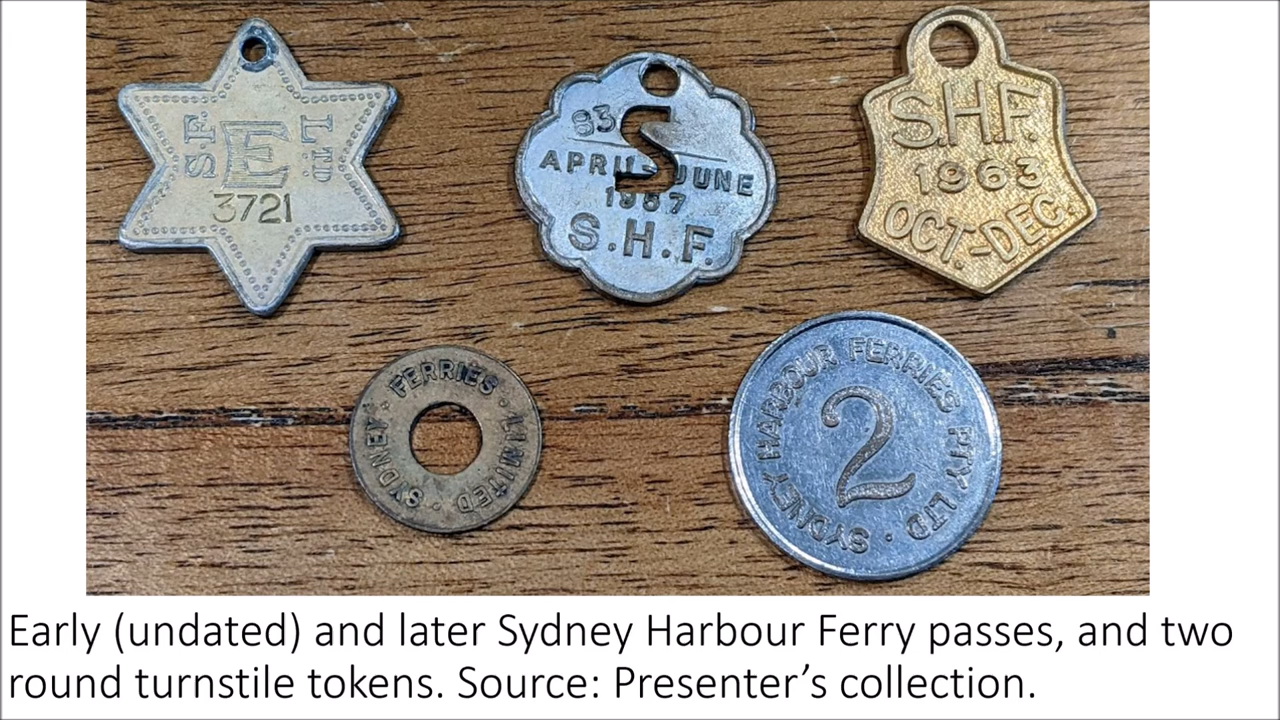 S.F. E LTD
3721
83 S
APRIL-JUNE
1957
S.H.F.
S.H.F.
1963
OCT.-DEC.
SYDNEY · FERRIES · LIMITED ·
SYDNEY HARBOUR FERRIES PTY LTD ·
2
Early (undated) and later Sydney Harbour Ferry passes, and two
round turnstile tokens. Source: Presenter’s collection.